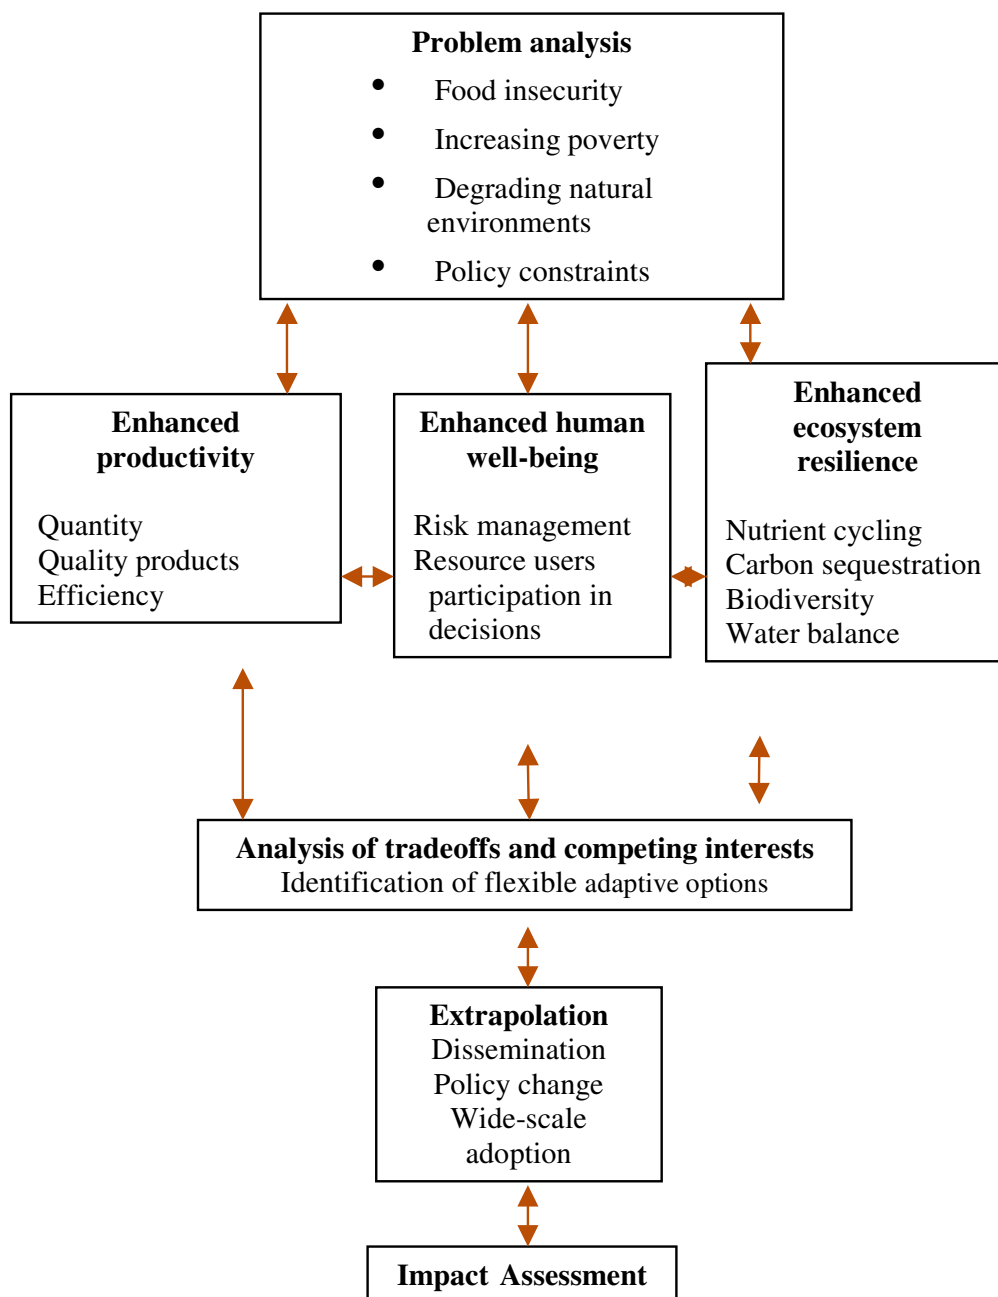 Problem analysis
• Food insecurity
• Increasing poverty
• Degrading natural
environments
• Policy constraints
Enhanced
productivity
Quantity
Quality products
Efficiency
Enhanced human
well-being
Risk management
Resource users
participation in
decisions
Enhanced
ecosystem
resilience
Nutrient cycling
Carbon sequestration
Biodiversity
Water balance
Analysis of tradeoffs and competing interests
Identification of flexible adaptive options
Extrapolation
Dissemination
Policy change
Wide-scale
adoption
Impact Assessment